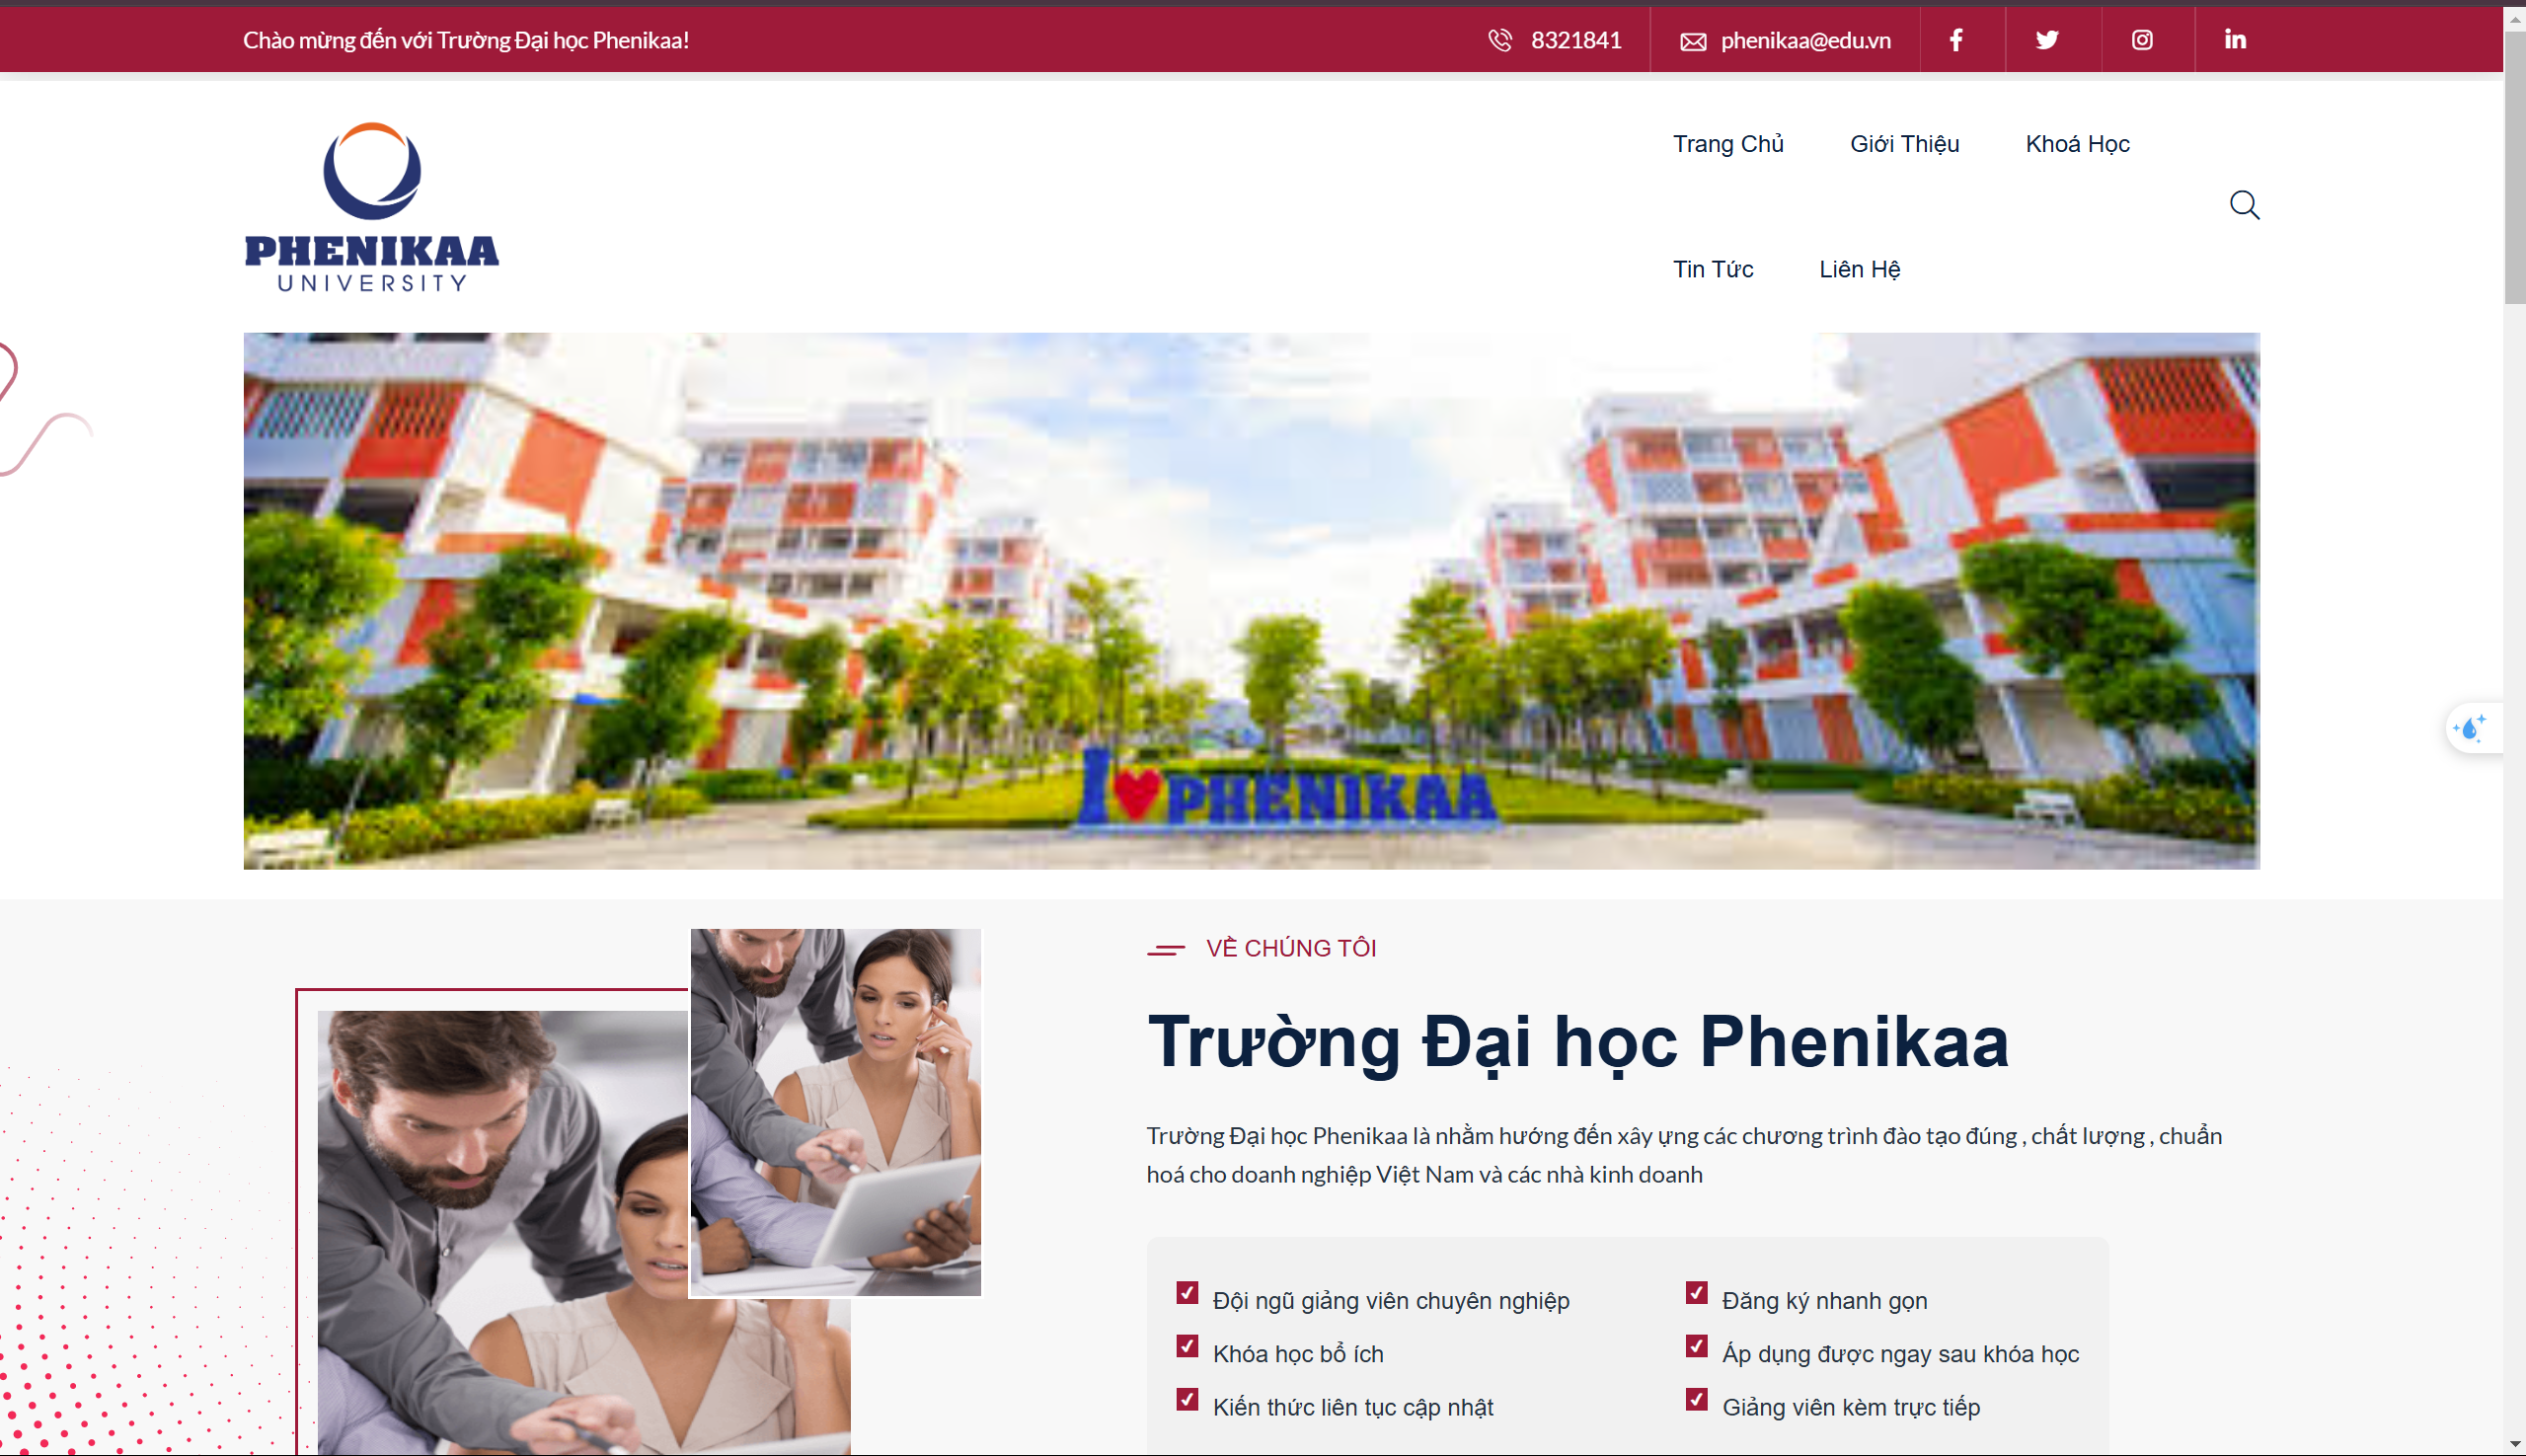 Chào mừng đến với Trường Đại học Phenikaa!
8321841
phenikaa@edu.vn
PHENIKAA
UNIVERSITY
Trang Chủ
Giới Thiệu
Khoá Học
Tin Tức
Liên Hệ
I ❤ PHENIKAA
VỀ CHÚNG TÔI
Trường Đại học Phenikaa
Trường Đại học Phenikaa là nhằm hướng đến xây ựng các chương trình đào tạo đúng , chất lượng , chuẩn
hoá cho doanh nghiệp Việt Nam và các nhà kinh doanh
Đội ngũ giảng viên chuyên nghiệp
Khóa học bổ ích
Kiến thức liên tục cập nhật
Đăng ký nhanh gọn
Áp dụng được ngay sau khóa học
Giảng viên kèm trực tiếp